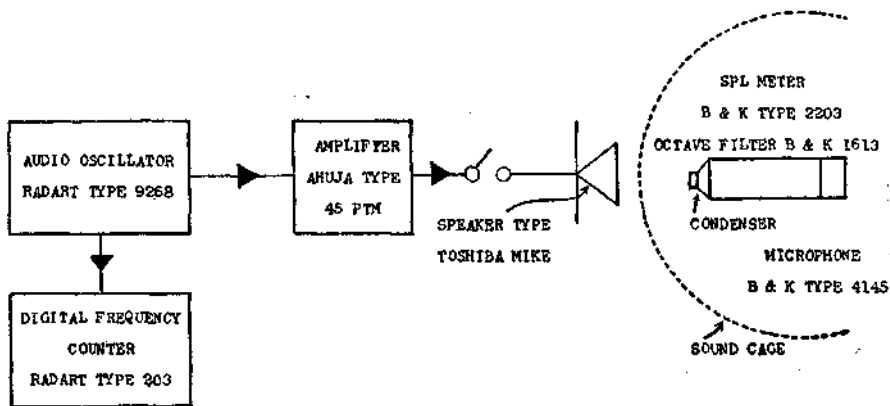 AUDIO OSCILLATOR
RADART TYPE 9268
DIGITAL FREQUENCY
COUNTER
RADART TYPE 203
AMPLIFIER
AHUJA TYPE
45 PTM
SPEAKER TYPE
TOSHIBA MIKE
SPL METER
B & K TYPE 2203
OCTAVE FILTER B & K 1613
CONDENSER
MICROPHONE
B & K TYPE 4145
SOUND CAGE